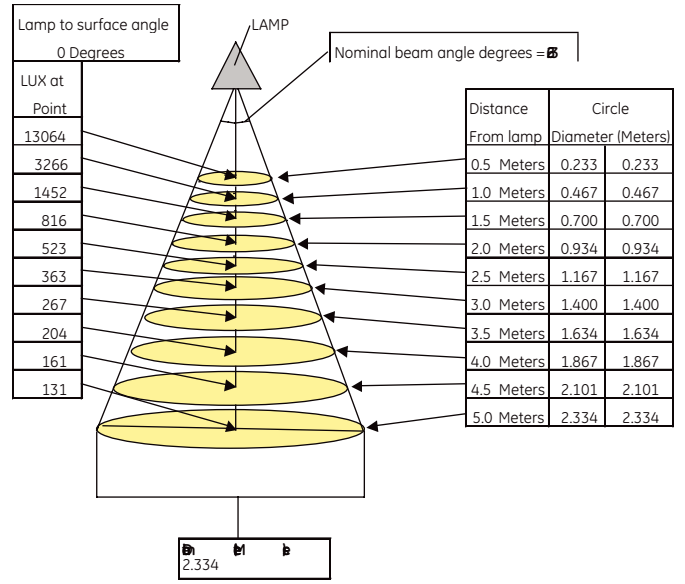 Lamp to surface angle
0 Degrees
LAMP
Nominal beam angle degrees =
LUX at
Point
13064
3266
1452
816
523
363
267
204
161
131
Distance Circle
From lamp Diameter (Meters)
0.5 Meters 0.233 0.233
1.0 Meters 0.467 0.467
1.5 Meters 0.700 0.700
2.0 Meters 0.934 0.934
2.5 Meters 1.167 1.167
3.0 Meters 1.400 1.400
3.5 Meters 1.634 1.634
4.0 Meters 1.867 1.867
4.5 Meters 2.101 2.101
5.0 Meters 2.334 2.334
2.334